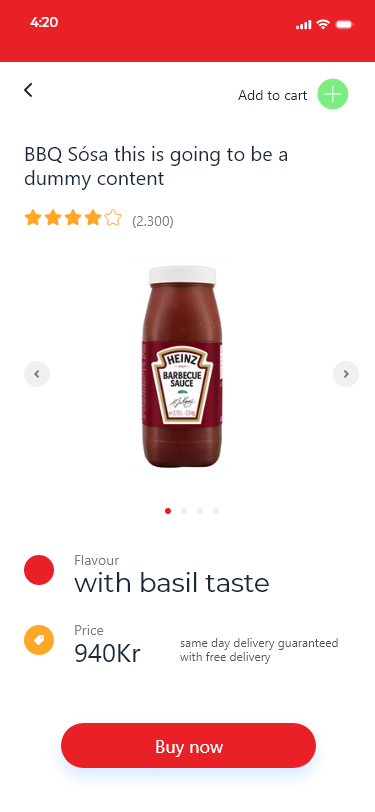 4:20
Add to cart
BBQ Sósa this is going to be a
dummy content
(2.300)
HEINZ
BARBECUE
SAUCE
Flavour
with basil taste
Price
940Kr
same day delivery guaranteed
with free delivery
Buy now